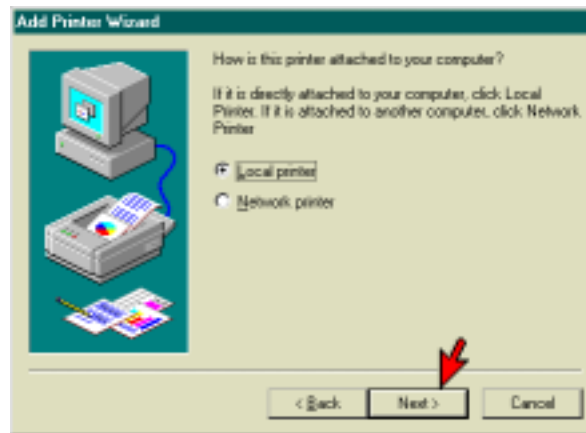 Add Printer Wizard
How is this printer attached to your computer?
If it is directly attached to your computer, click Local
Printer. If it is attached to another computer, click Network
Printer
Local printer
Network printer
< Back
Next >
Cancel